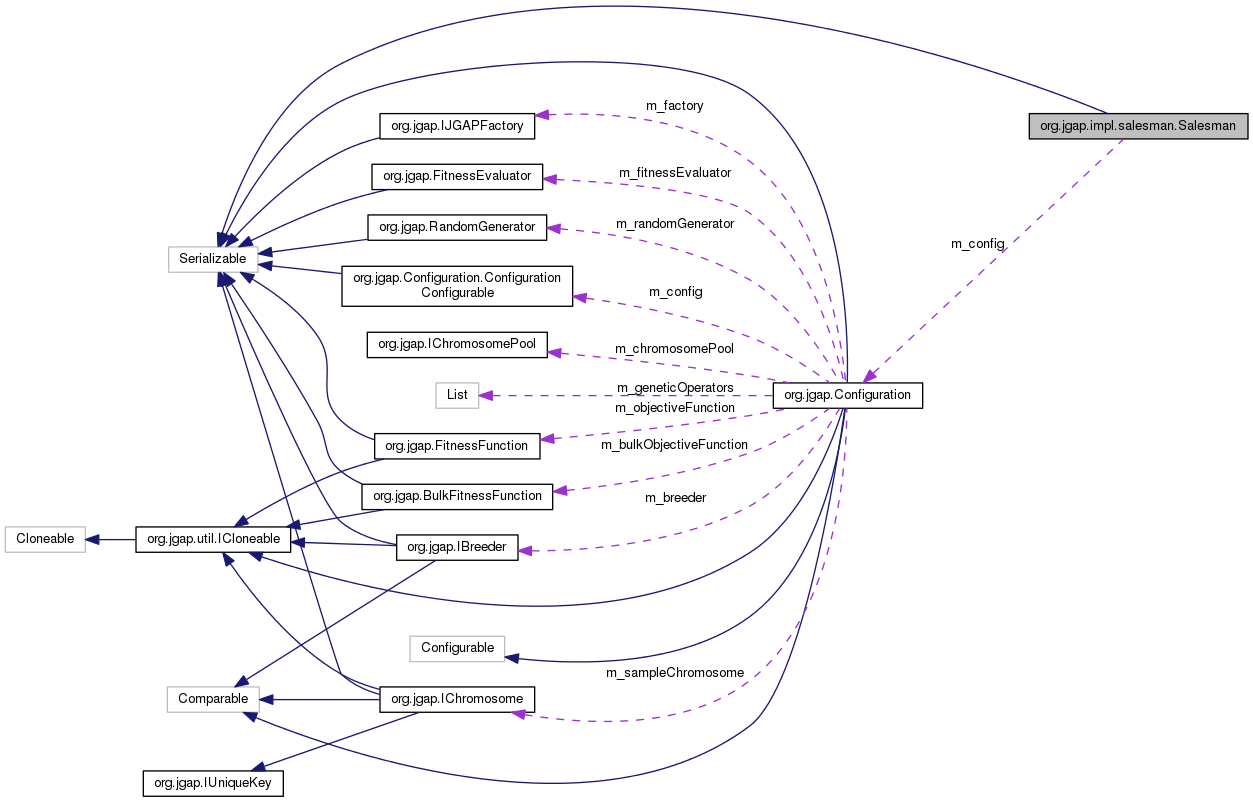 m_factory
org.jgap.IJGAPFactory
org.jgap.impl.salesman.Salesman
m_fitnessEvaluator
org.jgap.FitnessEvaluator
m_randomGenerator
org.jgap.RandomGenerator
m_config
Serializable
org.jgap.Configuration.Configuration
Configurable
m_config
org.jgap.IChromosomePool
m_chromosomePool
m_geneticOperators
List
org.jgap.Configuration
m_objectiveFunction
org.jgap.FitnessFunction
m_bulkObjectiveFunction
org.jgap.BulkFitnessFunction
m_breeder
Cloneable
org.jgap.util.ICloneable
org.jgap.IBreeder
Configurable
m_sampleChromosome
Comparable
org.jgap.IChromosome
org.jgap.IUniqueKey